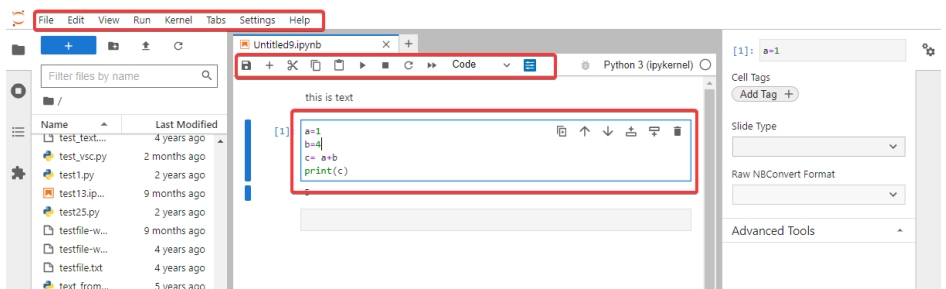 File Edit View Run Kernel Tabs Settings Help
Untitled9.ipynb
Code
Python 3 (ipykernel)
Filter files by name
/
Name Last Modified
test_text.... 4 years ago
test_vsc.py 2 months ago
test1.py 2 years ago
test13.ip... 9 months ago
test25.py 2 years ago
testfile-w... 9 months ago
testfile-w... 4 years ago
testfile.txt 4 years ago
text_from... 5 years ago
this is text
[1]
a=1
b=4
c= a+b
print(c)
[1]: a=1
Cell Tags
Add Tag +
Slide Type
Raw NBConvert Format
Advanced Tools